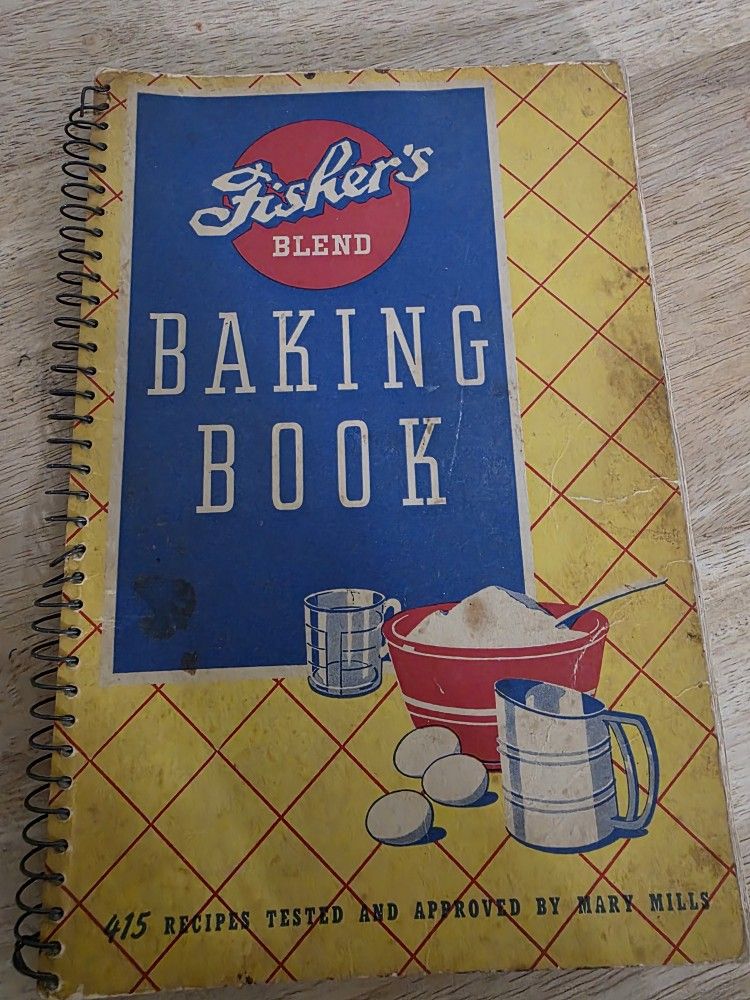 Fisher's
BLEND
BAKING
BOOK
415 RECIPES TESTED AND APPROVED BY MARY MILLS